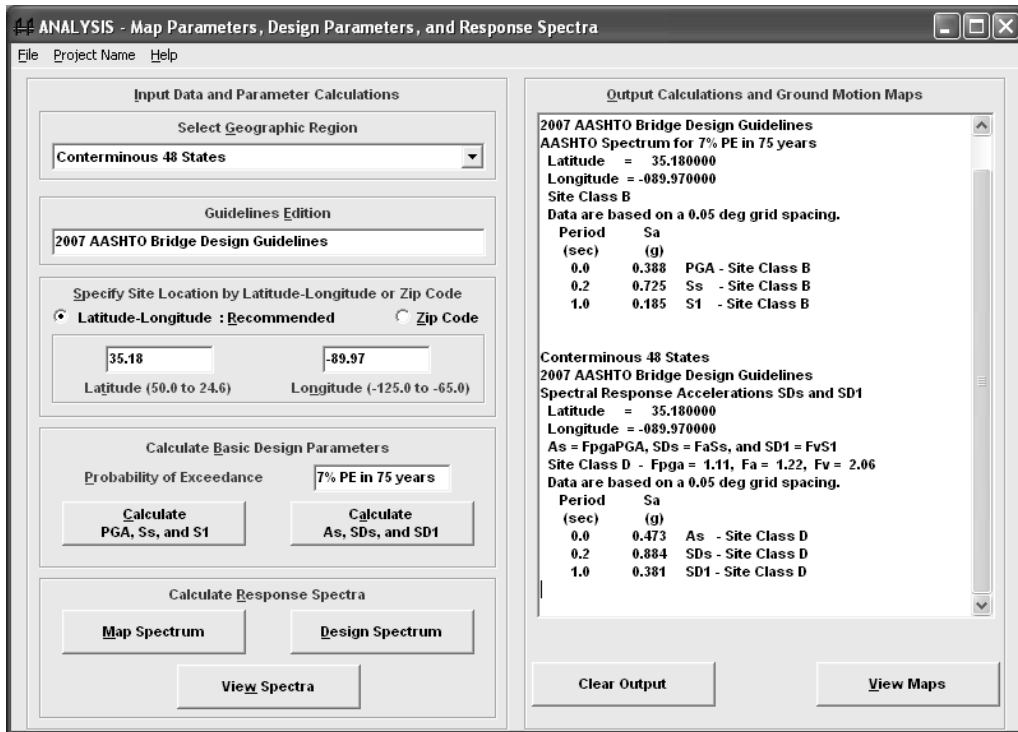 ANALYSIS - Map Parameters, Design Parameters, and Response Spectra
File Project Name Help
Input Data and Parameter Calculations
Select Geographic Region
Conterminous 48 States
Guidelines Edition
2007 AASHTO Bridge Design Guidelines
Specify Site Location by Latitude-Longitude or Zip Code
Latitude-Longitude : Recommended Zip Code
35.18 -89.97
Latitude (50.0 to 24.6) Longitude (-125.0 to -65.0)
Calculate Basic Design Parameters
Probability of Exceedance 7% PE in 75 years
Calculate
PGA, Ss, and S1
Calculate
As, SDs, and SD1
Calculate Response Spectra
Map Spectrum Design Spectrum
View Spectra
Output Calculations and Ground Motion Maps
2007 AASHTO Bridge Design Guidelines
AASHTO Spectrum for 7% PE in 75 years
Latitude = 35.180000
Longitude = -089.970000
Site Class B
Data are based on a 0.05 deg grid spacing.
Period Sa
(sec) (g)
0.0 0.388 PGA - Site Class B
0.2 0.725 Ss - Site Class B
1.0 0.185 S1 - Site Class B
Conterminous 48 States
2007 AASHTO Bridge Design Guidelines
Spectral Response Accelerations SDs and SD1
Latitude = 35.180000
Longitude = -089.970000
As = FpgaPGA, SDs = FaSs, and SD1 = FvS1
Site Class D - Fpga = 1.11, Fa = 1.22, Fv = 2.06
Data are based on a 0.05 deg grid spacing.
Period Sa
(sec) (g)
0.0 0.473 As - Site Class D
0.2 0.884 SDs - Site Class D
1.0 0.381 SD1 - Site Class D
Clear Output View Maps